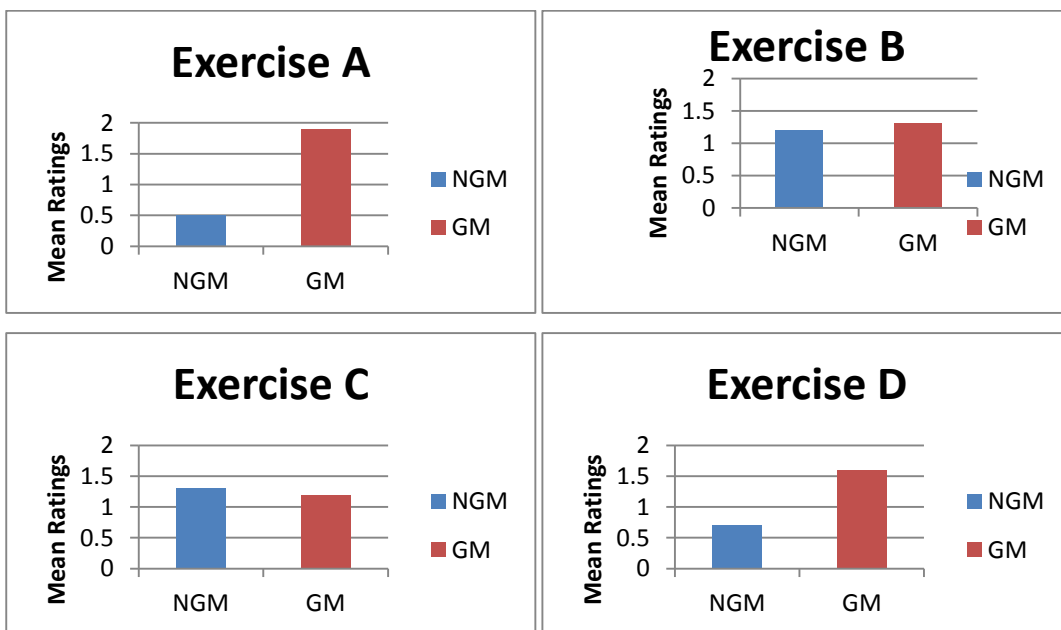 Exercise A
Mean Ratings
2
1.5
1
0.5
0
NGM
GM
NGM
GM
Exercise B
Mean Ratings
2
1.5
1
0.5
0
NGM
GM
NGM
GM
Exercise C
Mean Ratings
2
1.5
1
0.5
0
NGM
GM
NGM
GM
Exercise D
Mean Ratings
2
1.5
1
0.5
0
NGM
GM
NGM
GM